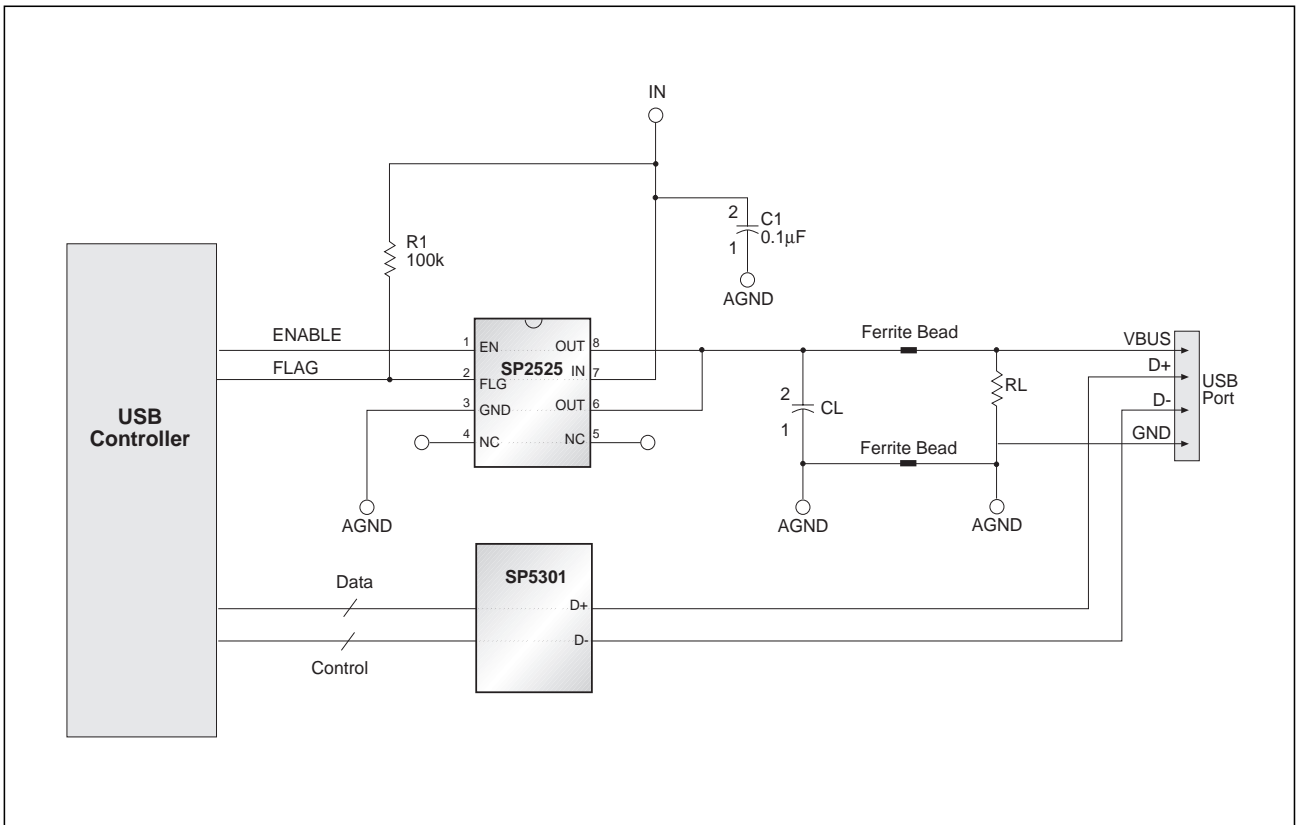 IN
2
C1
0.1µF
1
AGND
R1
100k
ENABLE
FLAG
USB
Controller
1 EN
2 FLG
3 GND
4 NC
SP2525
OUT 8
IN 7
OUT 6
NC 5
AGND
Ferrite Bead
2
CL
1
Ferrite Bead
AGND
RL
AGND
VBUS
D+
D-
GND
USB
Port
Data
Control
SP5301
D+
D-